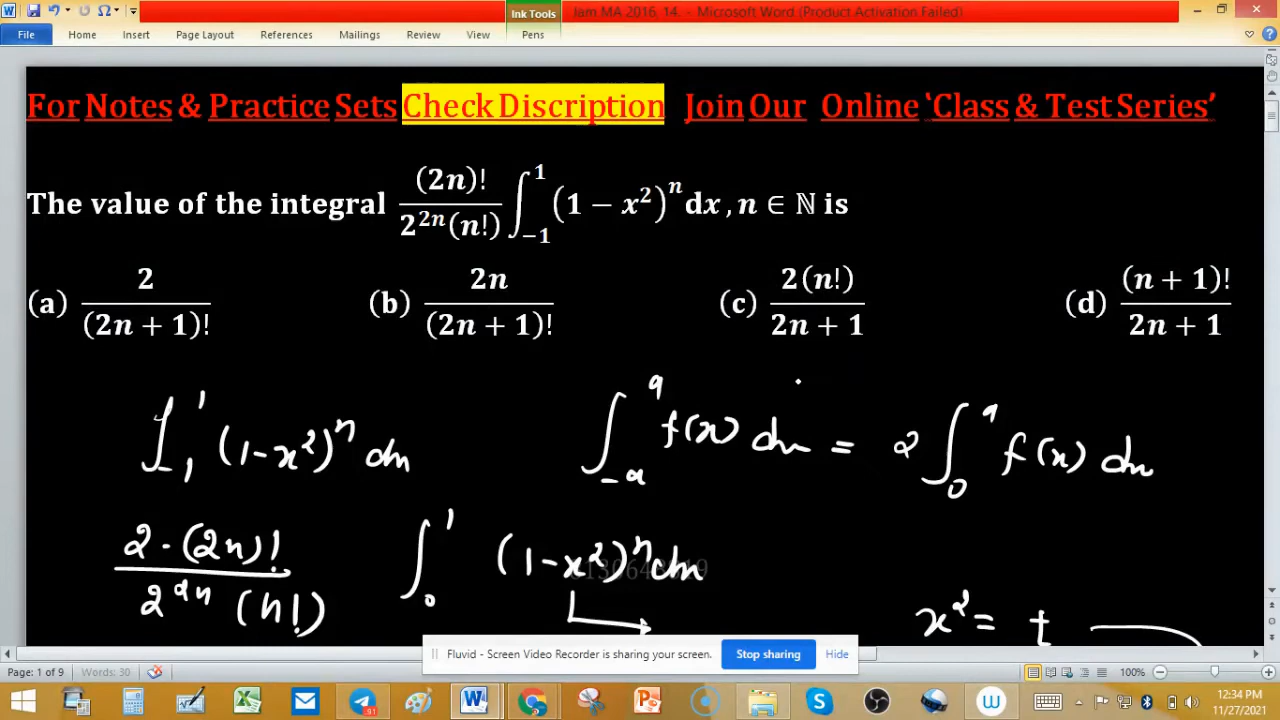 Ink Tools Jam MA 2016 14. - Microsoft Word (Product Activation Failed)
File Home Insert Page Layout References Mailings Review View Pens
For Notes & Practice Sets Check Discription Join Our Online 'Class & Test Series'
The value of the integral (2n)! / 2^{2n}(n!) ∫_{-1}^{1} (1 − x²)^n dx , n ∈ ℕ is
(a) 2 / (2n + 1)! (b) 2n / (2n + 1)! (c) 2(n!) / 2n + 1 (d) (n + 1)! / 2n + 1
∫_{-1}^{1} (1-x²)^n dx ∫_{-a}^{a} f(x) dx = 2 ∫_{0}^{a} f(x) dx
2 · (2n)! / 2^{2n} (n!) ∫_{0}^{1} (1-x²)^n dx
x² = t
Fluvid - Screen Video Recorder is sharing your screen. Stop sharing Hide
Page: 1 of 9 Words: 30 100%
91 12:34 PM
11/27/2021